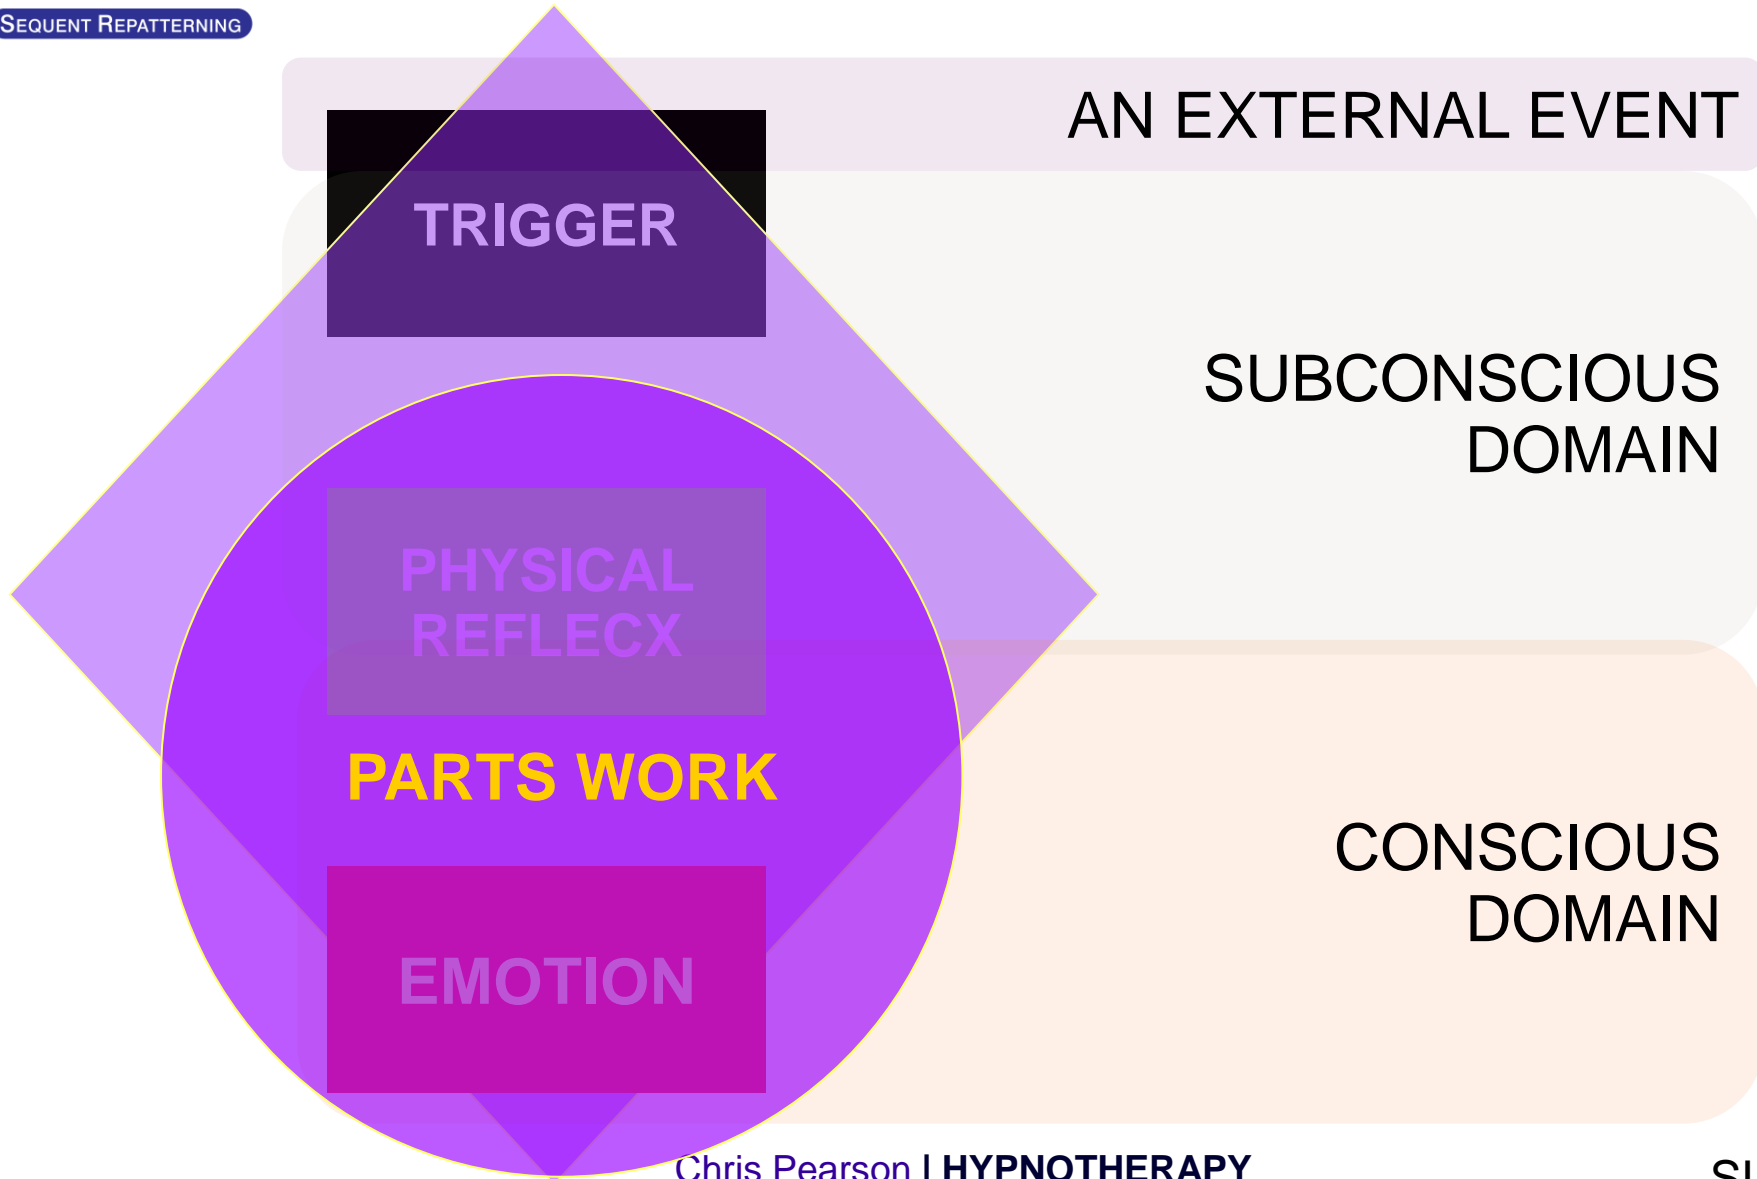 SEQUENT REPATTERNING
AN EXTERNAL EVENT
TRIGGER
SUBCONSCIOUS
DOMAIN
PHYSICAL
REFLECX
PARTS WORK
CONSCIOUS
DOMAIN
EMOTION
Chris Pearson | HYPNOTHERAPY